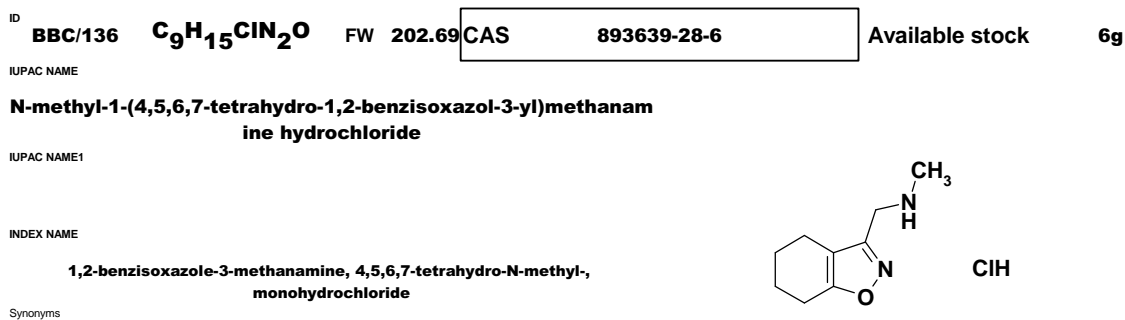 ID
BBC/136 C9H15ClN2O FW 202.69 CAS 893639-28-6 Available stock 6g
IUPAC NAME
N-methyl-1-(4,5,6,7-tetrahydro-1,2-benzisoxazol-3-yl)methanam
ine hydrochloride
IUPAC NAME1
CH3
N
H
INDEX NAME
1,2-benzisoxazole-3-methanamine, 4,5,6,7-tetrahydro-N-methyl-,
monohydrochloride
N
O
ClH
Synonyms